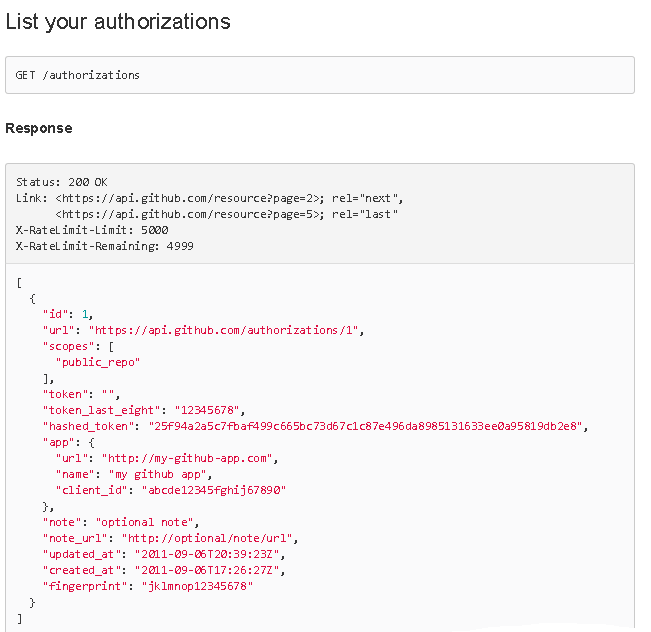 List your authorizations
GET /authorizations
Response
Status: 200 OK
Link: <https://api.github.com/resource?page=2>; rel="next",
      <https://api.github.com/resource?page=5>; rel="last"
X-RateLimit-Limit: 5000
X-RateLimit-Remaining: 4999
[
  {
    "id": 1,
    "url": "https://api.github.com/authorizations/1",
    "scopes": [
      "public_repo"
    ],
    "token": "",
    "token_last_eight": "12345678",
    "hashed_token": "25f94a2a5c7fbaf499c665bc73d67c1c87e496da8985131633ee0a95819db2e8",
    "app": {
      "url": "http://my-github-app.com",
      "name": "my github app",
      "client_id": "abcde12345fghij67890"
    },
    "note": "optional note",
    "note_url": "http://optional/note/url",
    "updated_at": "2011-09-06T20:39:23Z",
    "created_at": "2011-09-06T17:26:27Z",
    "fingerprint": "jklmnop12345678"
  }
]